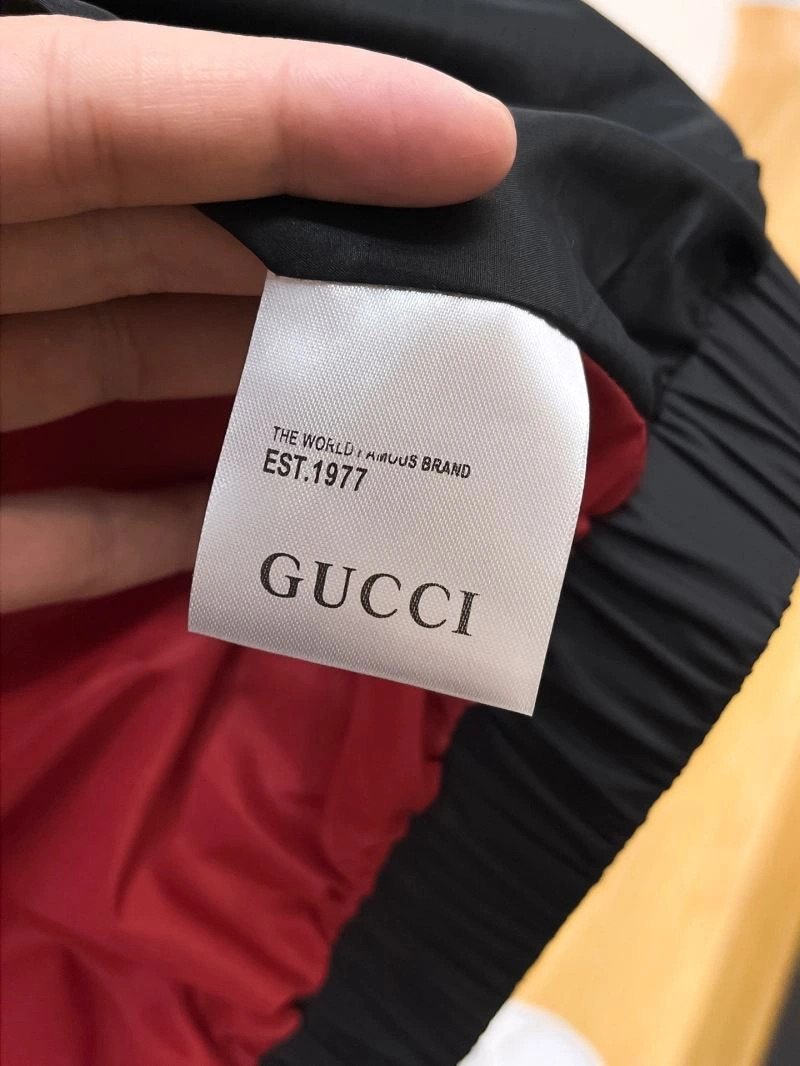 THE WORLD FAMOUS BRAND
EST.1977
GUCCI